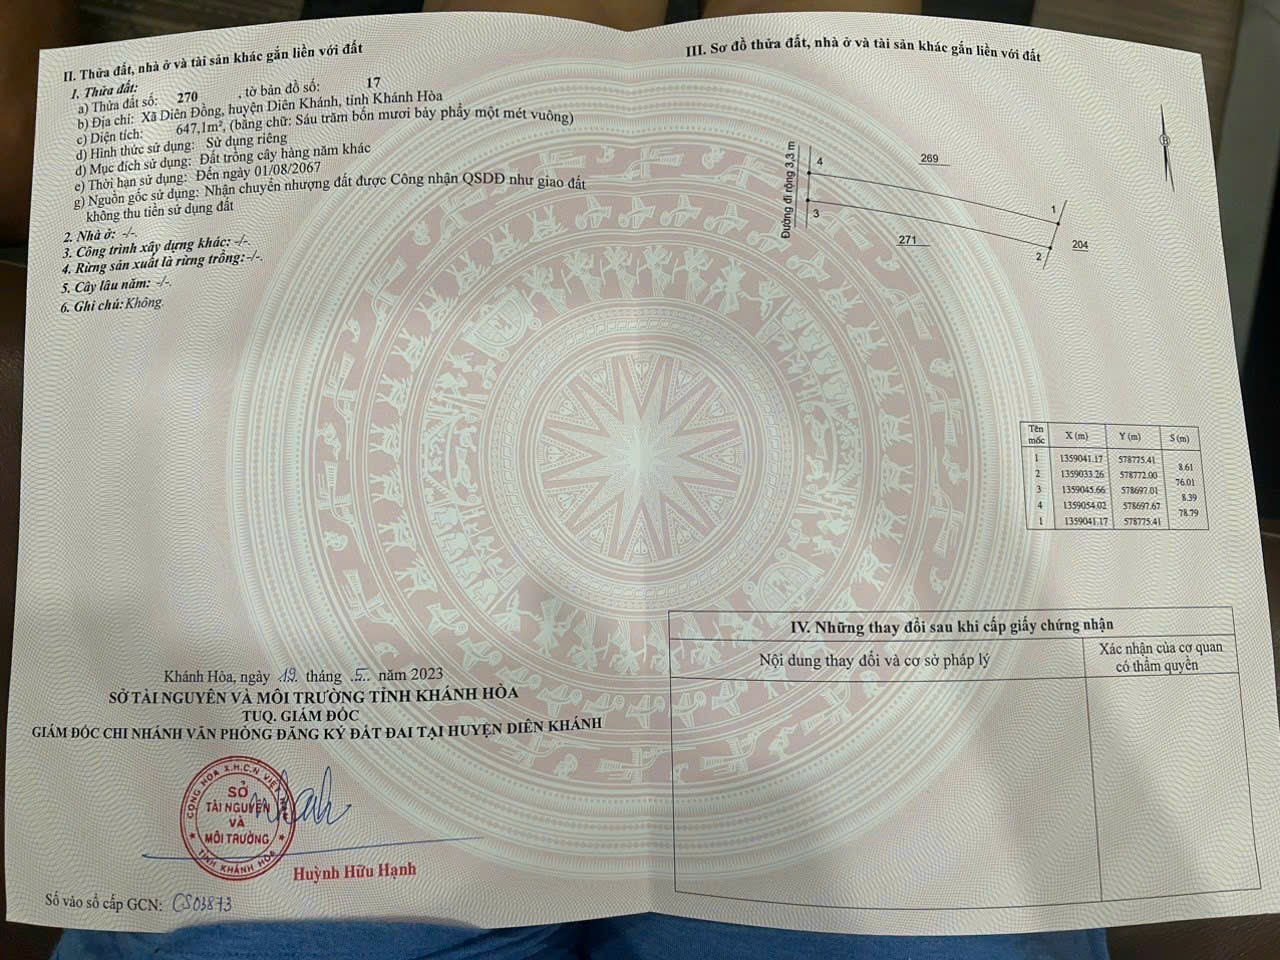 II. Thửa đất, nhà ở và tài sản khác gắn liền với đất
1. Thửa đất:
a) Thửa đất số: 270 , tờ bản đồ số: 17
b) Địa chỉ: Xã Diên Đồng, huyện Diên Khánh, tỉnh Khánh Hòa
c) Diện tích: 647,1m², (bằng chữ: Sáu trăm bốn mươi bảy phẩy một mét vuông)
d) Hình thức sử dụng: Sử dụng riêng
đ) Mục đích sử dụng: Đất trồng cây hàng năm khác
e) Thời hạn sử dụng: Đến ngày 01/08/2067
g) Nguồn gốc sử dụng: Nhận chuyển nhượng đất được Công nhận QSDĐ như giao đất
không thu tiền sử dụng đất
2. Nhà ở: -/-.
3. Công trình xây dựng khác: -/-.
4. Rừng sản xuất là rừng trồng:-/-.
5. Cây lâu năm: -/-.
6. Ghi chú: Không.
Khánh Hòa, ngày 19 tháng 5 năm 2023
SỞ TÀI NGUYÊN VÀ MÔI TRƯỜNG TỈNH KHÁNH HÒA
TUQ. GIÁM ĐỐC
GIÁM ĐỐC CHI NHÁNH VĂN PHÒNG ĐĂNG KÝ ĐẤT ĐAI TẠI HUYỆN DIÊN KHÁNH
CỘNG HÒA X.H.C.N VIỆT NAM
SỞ
TÀI NGUYÊN
VÀ
MÔI TRƯỜNG
TỈNH KHÁNH HÒA
Huỳnh Hữu Hạnh
Số vào sổ cấp GCN: CS03873
III. Sơ đồ thửa đất, nhà ở và tài sản khác gắn liền với đất
Đường đi rộng 3,3 m
4
269
B
3
1
271
2
204
Tên mốc X (m) Y (m) S (m)
1 1359041.17 578775.41
8.61
2 1359033.26 578772.00
76.01
3 1359045.66 578697.01
8.39
4 1359054.02 578697.67
78.79
1 1359041.17 578775.41
IV. Những thay đổi sau khi cấp giấy chứng nhận
Nội dung thay đổi và cơ sở pháp lý
Xác nhận của cơ quan
có thẩm quyền